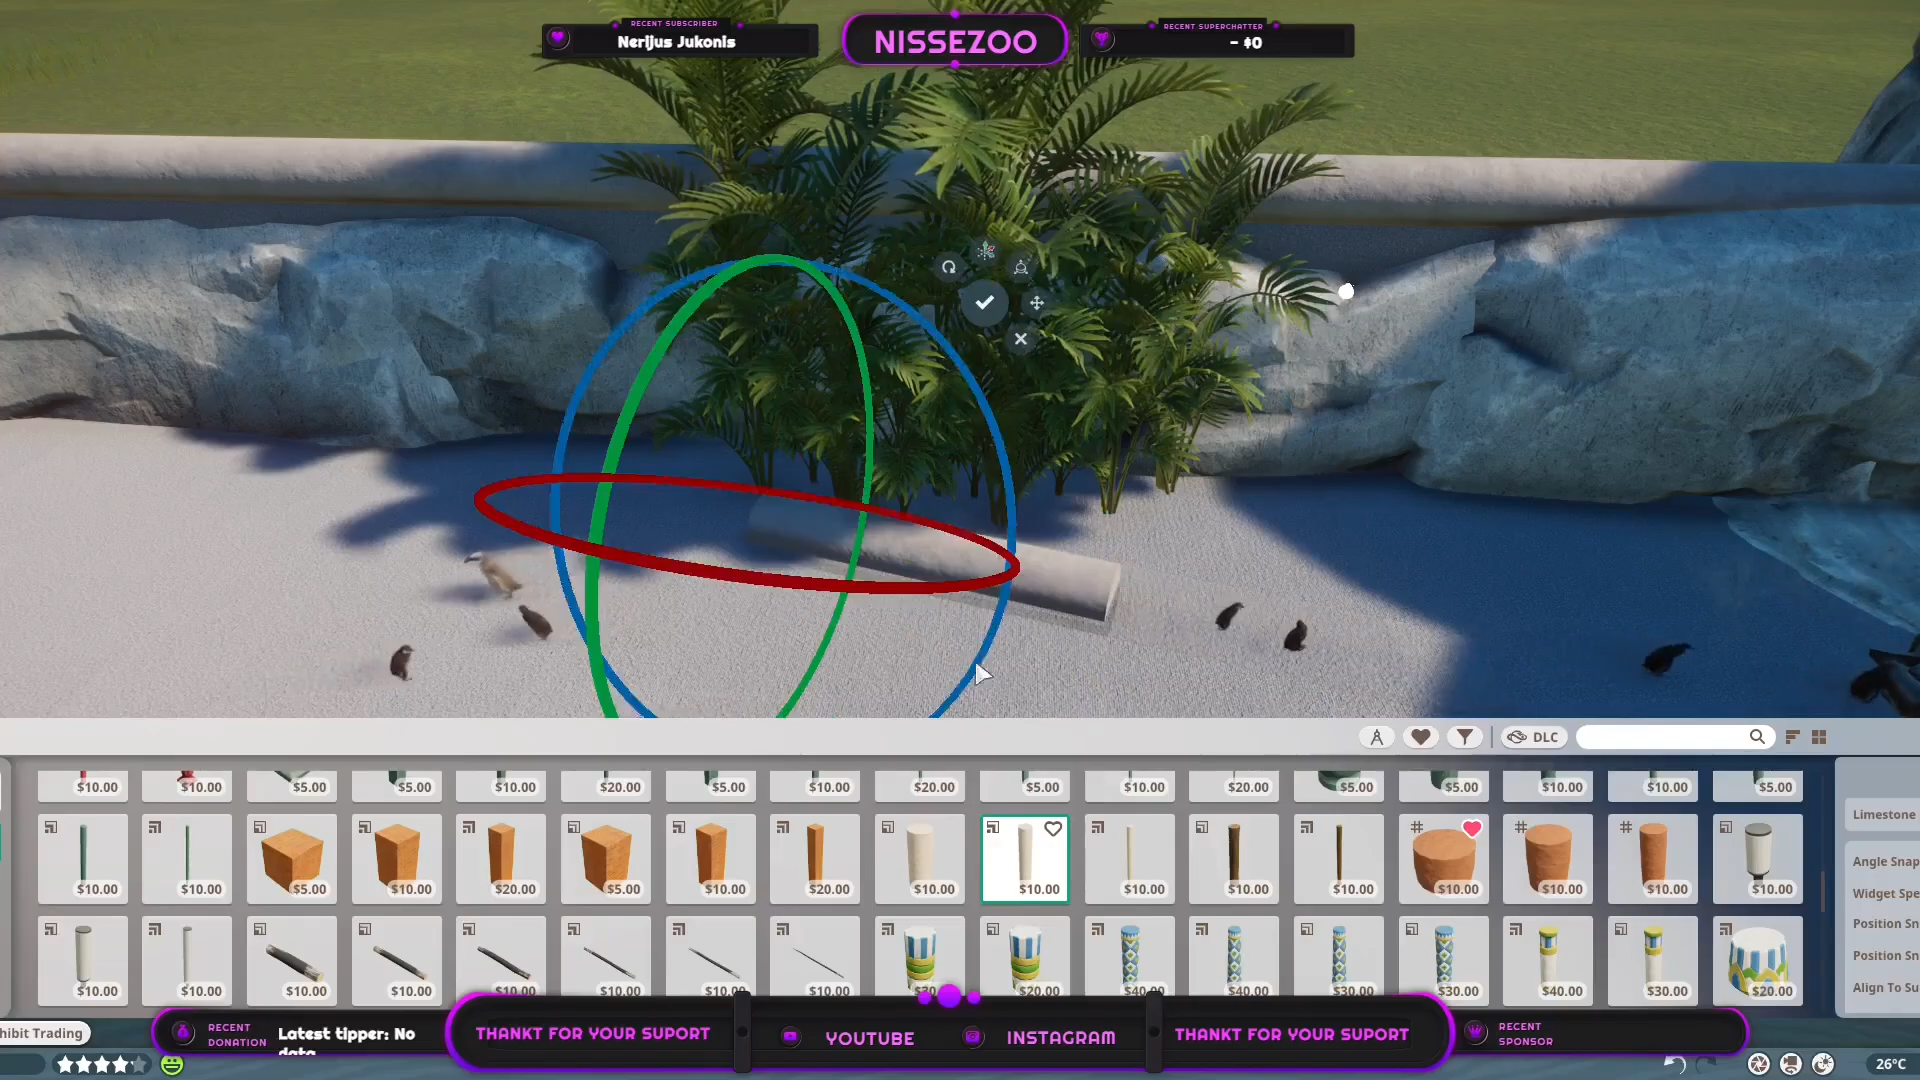 RECENT SUBSCRIBER
Nerijus Jukonis
NISSEZOO
RECENT SUPERCHATTER
- $0
DLC
$10.00 $10.00 $5.00 $5.00 $10.00 $20.00 $5.00 $10.00 $20.00 $5.00 $10.00 $20.00 $5.00 $5.00 $10.00 $10.00 $5.00
$10.00 $10.00 $5.00 $10.00 $20.00 $5.00 $10.00 $20.00 $10.00 $10.00 $10.00 $10.00 $10.00 $10.00 $10.00 $10.00 $10.00
$10.00 $10.00 $10.00 $10.00 $10.00 $10.00 $10.00 $10.00 $20.00 $40.00 $40.00 $30.00 $30.00 $40.00 $30.00 $20.00
Limestone
Angle Snap
Widget Spe
Position Sn
Position Sn
Align To Su
hibit Trading
RECENT
DONATION
Latest tipper: No
data
THANKT FOR YOUR SUPORT
YOUTUBE
INSTAGRAM
THANKT FOR YOUR SUPORT
RECENT
SPONSOR
26°C